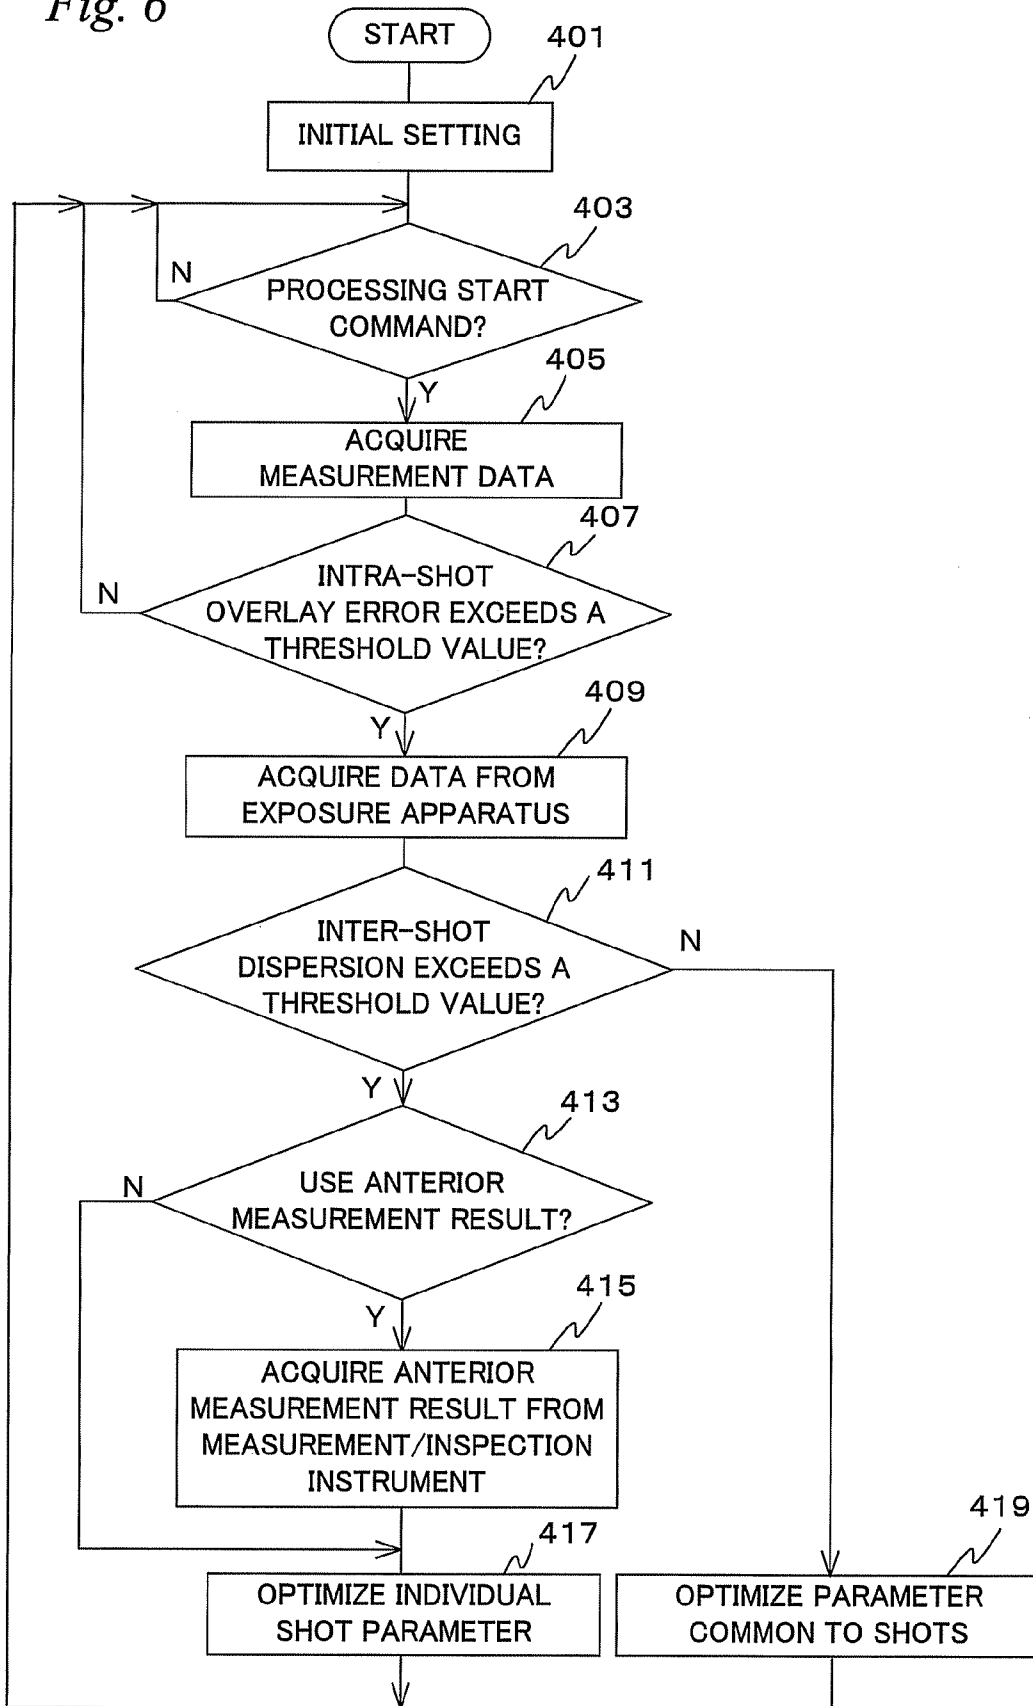 Fig. 6
START
401
INITIAL SETTING
403
N
PROCESSING START
COMMAND?
Y
405
ACQUIRE
MEASUREMENT DATA
407
N
INTRA-SHOT
OVERLAY ERROR EXCEEDS A
THRESHOLD VALUE?
Y
409
ACQUIRE DATA FROM
EXPOSURE APPARATUS
411
INTER-SHOT
DISPERSION EXCEEDS A
THRESHOLD VALUE?
N
Y
413
N
USE ANTERIOR
MEASUREMENT RESULT?
Y
415
ACQUIRE ANTERIOR
MEASUREMENT RESULT FROM
MEASUREMENT/INSPECTION
INSTRUMENT
417
OPTIMIZE INDIVIDUAL
SHOT PARAMETER
419
OPTIMIZE PARAMETER
COMMON TO SHOTS